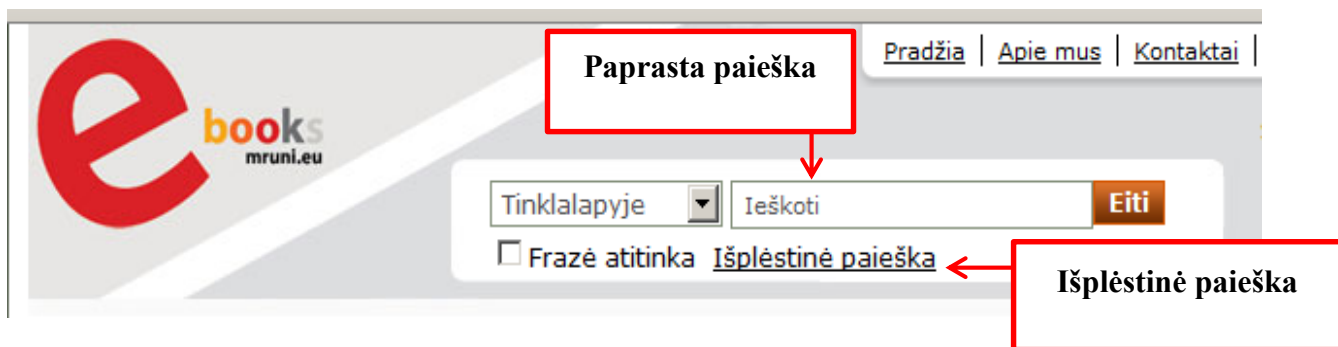 Paprasta paieška
Pradžia | Apie mus | Kontaktai |
e
books
mruni.eu
Tinklalapyje Ieškoti Eiti
Frazė atitinka Išplėstinė paieška
Išplėstinė paieška